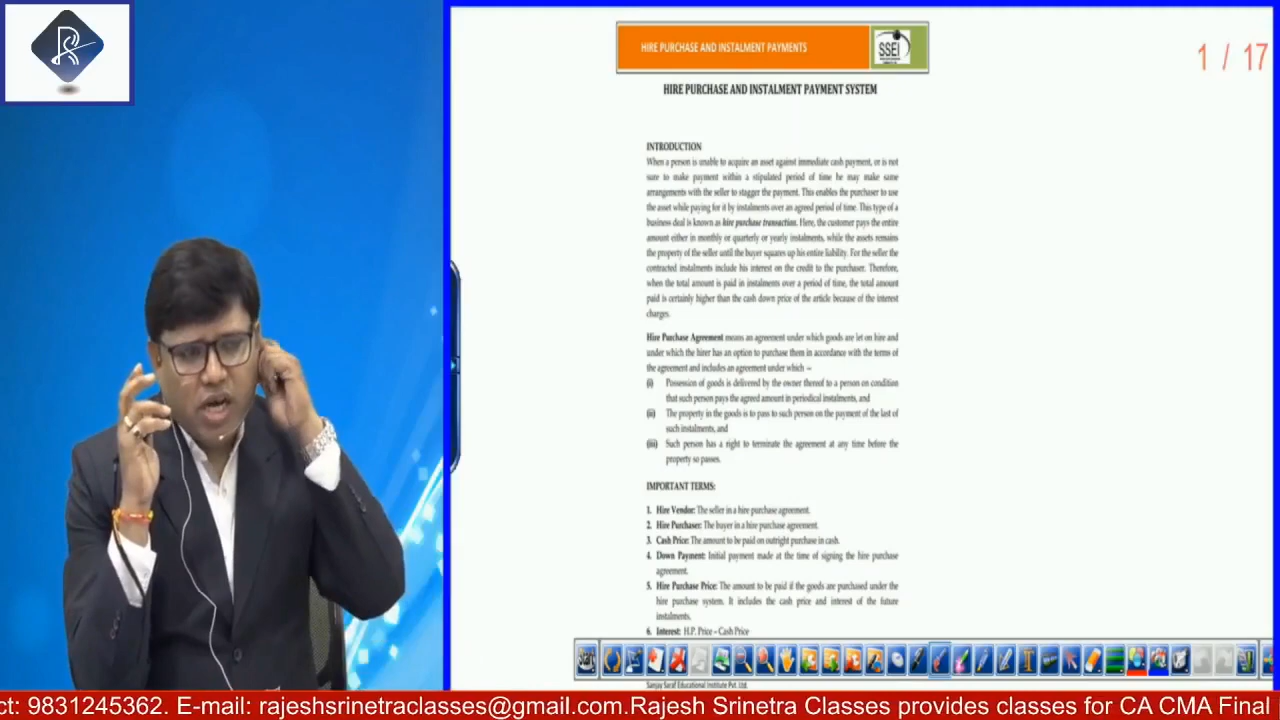 HIRE PURCHASE AND INSTALMENT PAYMENTS
SSEI
1 / 17
HIRE PURCHASE AND INSTALMENT PAYMENT SYSTEM
INTRODUCTION
When a person is unable to acquire an asset against immediate cash payment, or is not
sure to make payment within a stipulated period of time he may make some
arrangements with the seller to stagger the payment. This enables the purchaser to use
the asset while paying for it by instalments over an agreed period of time. This type of a
business deal is known as hire purchase transaction. Here, the customer pays the entire
amount either in monthly or quarterly or yearly instalments, while the assets remains
the property of the seller until the buyer squares up his entire liability. For the seller the
contracted instalments include his interest on the credit to the purchaser. Therefore,
when the total amount is paid in instalments over a period of time, the total amount
paid is certainly higher than the cash down price of the article because of the interest
charges.
Hire Purchase Agreement means an agreement under which goods are let on hire and
under which the hirer has an option to purchase them in accordance with the terms of
the agreement and includes an agreement under which –
(i) Possession of goods is delivered by the owner thereof to a person on condition
that such person pays the agreed amount in periodical instalments, and
(ii) The property in the goods is to pass to such person on the payment of the last of
such instalments, and
(iii) Such person has a right to terminate the agreement at any time before the
property so passes.
IMPORTANT TERMS:
1. Hire Vendor: The seller in a hire purchase agreement.
2. Hire Purchaser: The buyer in a hire purchase agreement.
3. Cash Price: The amount to be paid on outright purchase in cash.
4. Down Payment: Initial payment made at the time of signing the hire purchase
agreement.
5. Hire Purchase Price: The amount to be paid if the goods are purchased under the
hire purchase system. It includes the cash price and interest of the future
instalments.
6. Interest: H.P. Price – Cash Price
Start
Sanjay Saraf Educational Institute Pvt. Ltd.
ct: 9831245362. E-mail: rajeshsrinetraclasses@gmail.com.Rajesh Srinetra Classes provides classes for CA CMA Final